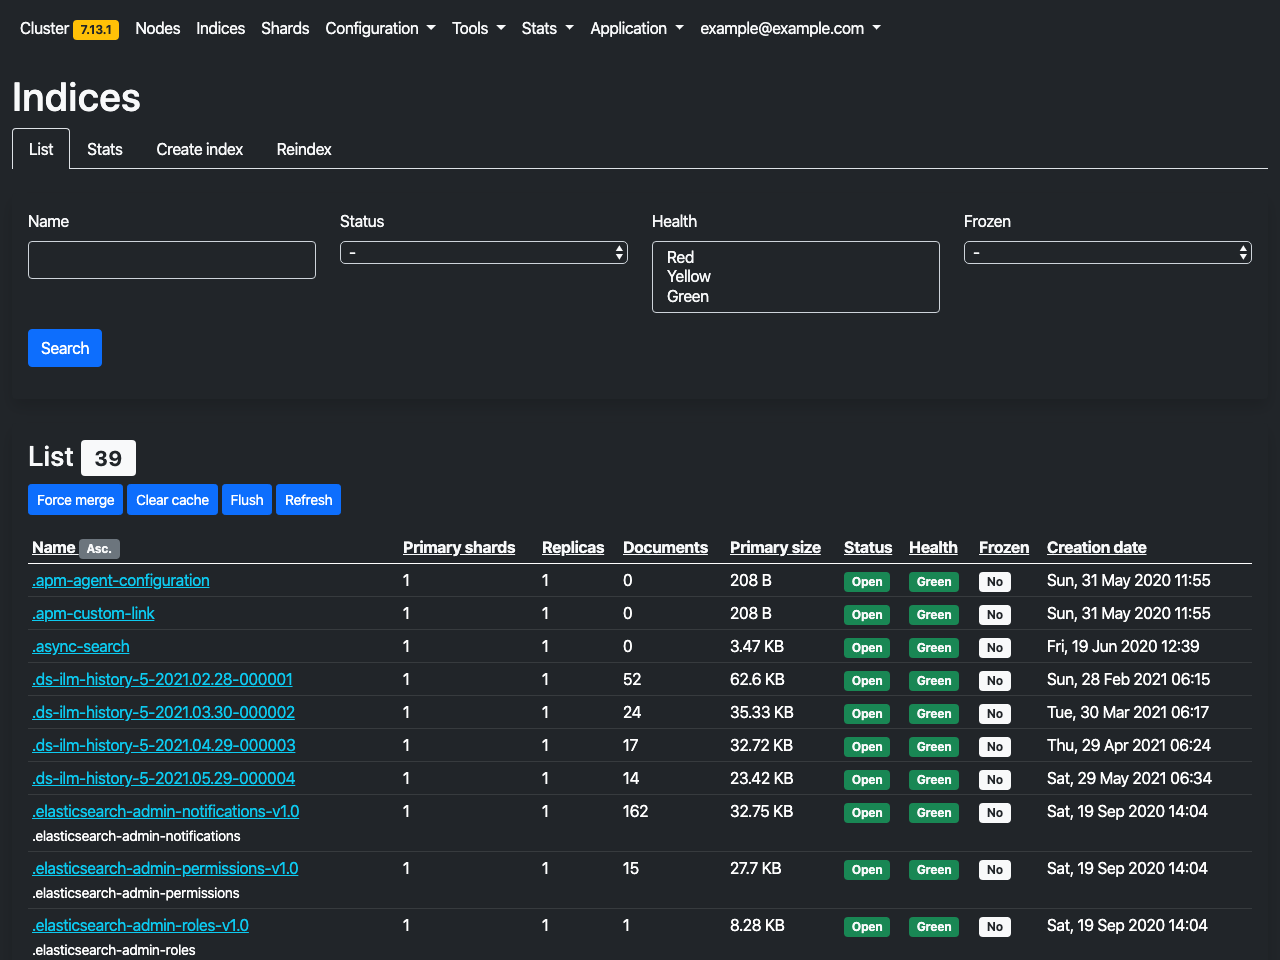 Cluster 7.13.1 Nodes Indices Shards Configuration Tools Stats Application example@example.com
Indices
List Stats Create index Reindex
Name Status Health Frozen
- Red -
Yellow
Green
Search
List 39
Force merge Clear cache Flush Refresh
Name Asc. Primary shards Replicas Documents Primary size Status Health Frozen Creation date
.apm-agent-configuration 1 1 0 208 B Open Green No Sun, 31 May 2020 11:55
.apm-custom-link 1 1 0 208 B Open Green No Sun, 31 May 2020 11:55
.async-search 1 1 0 3.47 KB Open Green No Fri, 19 Jun 2020 12:39
.ds-ilm-history-5-2021.02.28-000001 1 1 52 62.6 KB Open Green No Sun, 28 Feb 2021 06:15
.ds-ilm-history-5-2021.03.30-000002 1 1 24 35.33 KB Open Green No Tue, 30 Mar 2021 06:17
.ds-ilm-history-5-2021.04.29-000003 1 1 17 32.72 KB Open Green No Thu, 29 Apr 2021 06:24
.ds-ilm-history-5-2021.05.29-000004 1 1 14 23.42 KB Open Green No Sat, 29 May 2021 06:34
.elasticsearch-admin-notifications-v1.0 1 1 162 32.75 KB Open Green No Sat, 19 Sep 2020 14:04
.elasticsearch-admin-notifications
.elasticsearch-admin-permissions-v1.0 1 1 15 27.7 KB Open Green No Sat, 19 Sep 2020 14:04
.elasticsearch-admin-permissions
.elasticsearch-admin-roles-v1.0 1 1 1 8.28 KB Open Green No Sat, 19 Sep 2020 14:04
.elasticsearch-admin-roles